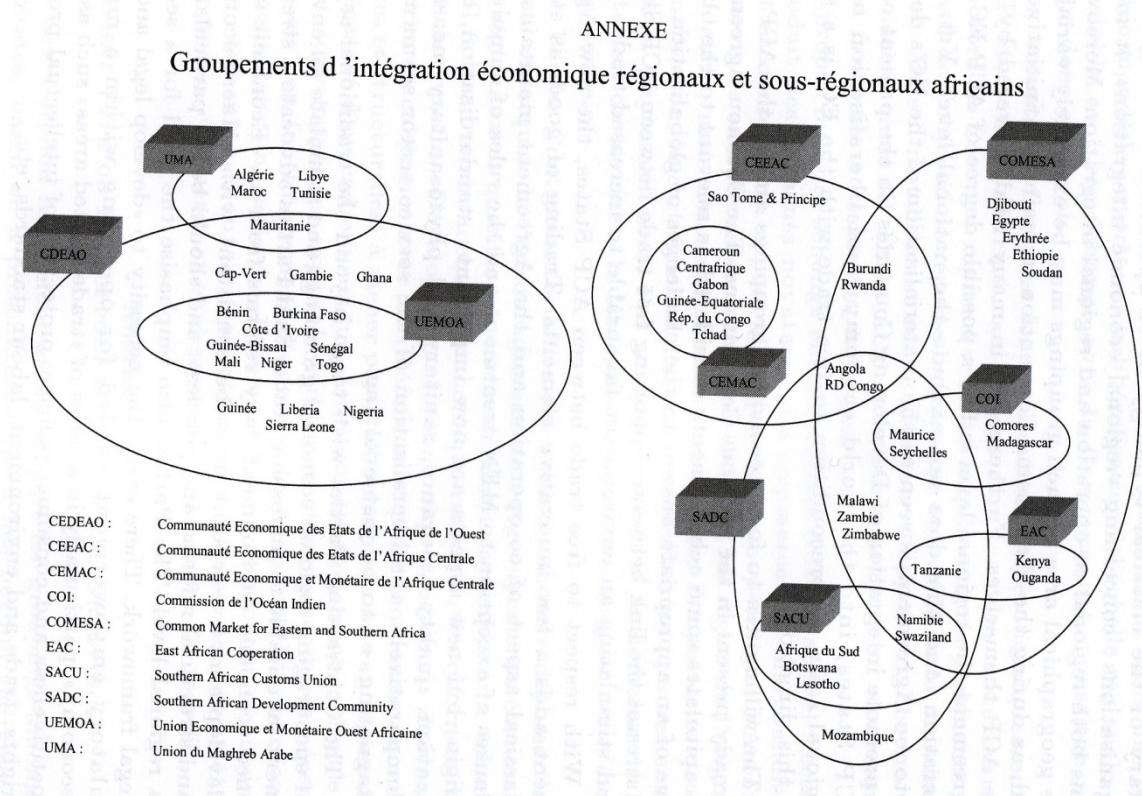 ANNEXE
Groupements d 'intégration économique régionaux et sous-régionaux africains
UMA
Algérie Libye
Maroc Tunisie
Mauritanie
CDEAO
Cap-Vert Gambie Ghana
UEMOA
Bénin Burkina Faso
Côte d 'Ivoire
Guinée-Bissau Sénégal
Mali Niger Togo
Guinée Liberia Nigeria
Sierra Leone
CEEAC
Sao Tome & Principe
Cameroun
Centrafrique
Gabon
Guinée-Equatoriale
Rép. du Congo
Tchad
CEMAC
Burundi
Rwanda
Angola
RD Congo
COMESA
Djibouti
Egypte
Erythrée
Ethiopie
Soudan
COI
Maurice
Seychelles
Comores
Madagascar
SADC
Malawi
Zambie
Zimbabwe
EAC
Tanzanie
Kenya
Ouganda
SACU
Namibie
Swaziland
Afrique du Sud
Botswana
Lesotho
Mozambique
CEDEAO : Communauté Economique des Etats de l'Afrique de l'Ouest
CEEAC : Communauté Economique des Etats de l'Afrique Centrale
CEMAC : Communauté Economique et Monétaire de l'Afrique Centrale
COI: Commission de l'Océan Indien
COMESA : Common Market for Eastern and Southern Africa
EAC : East African Cooperation
SACU : Southern African Customs Union
SADC : Southern African Development Community
UEMOA : Union Economique et Monétaire Ouest Africaine
UMA : Union du Maghreb Arabe